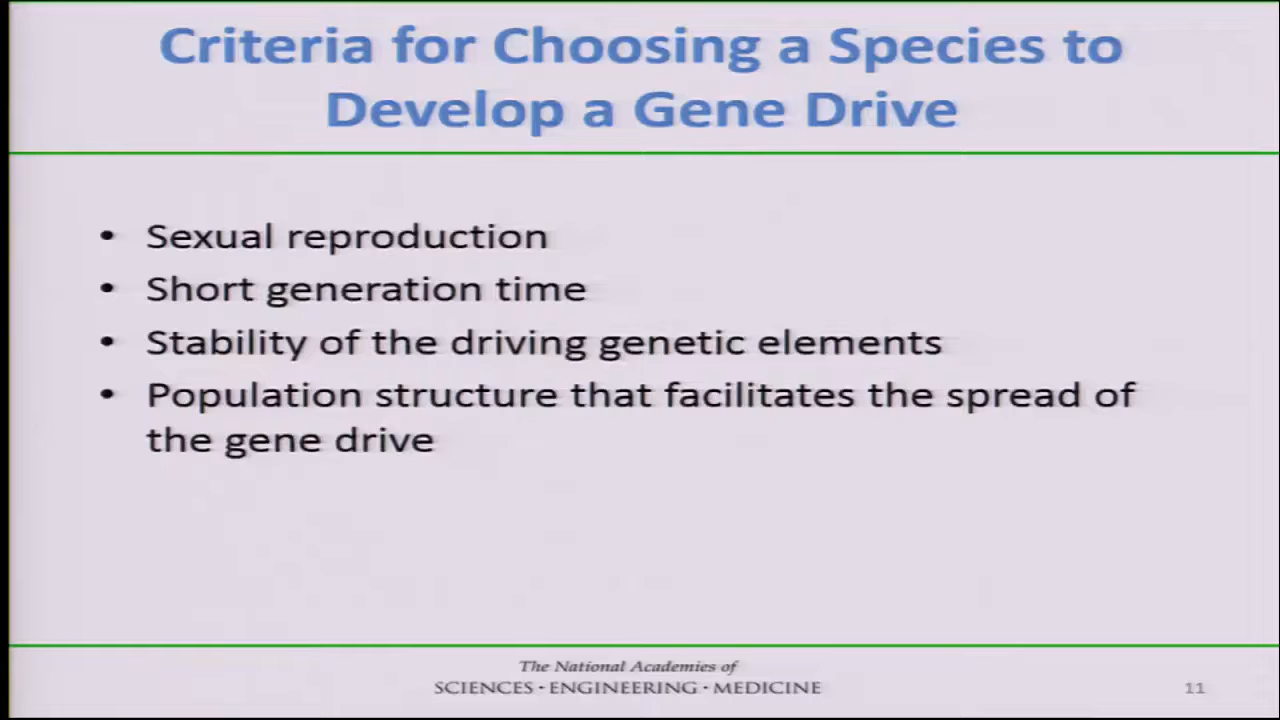 Criteria for Choosing a Species to
Develop a Gene Drive
• Sexual reproduction
• Short generation time
• Stability of the driving genetic elements
• Population structure that facilitates the spread of
the gene drive
The National Academies of
SCIENCES · ENGINEERING · MEDICINE
11